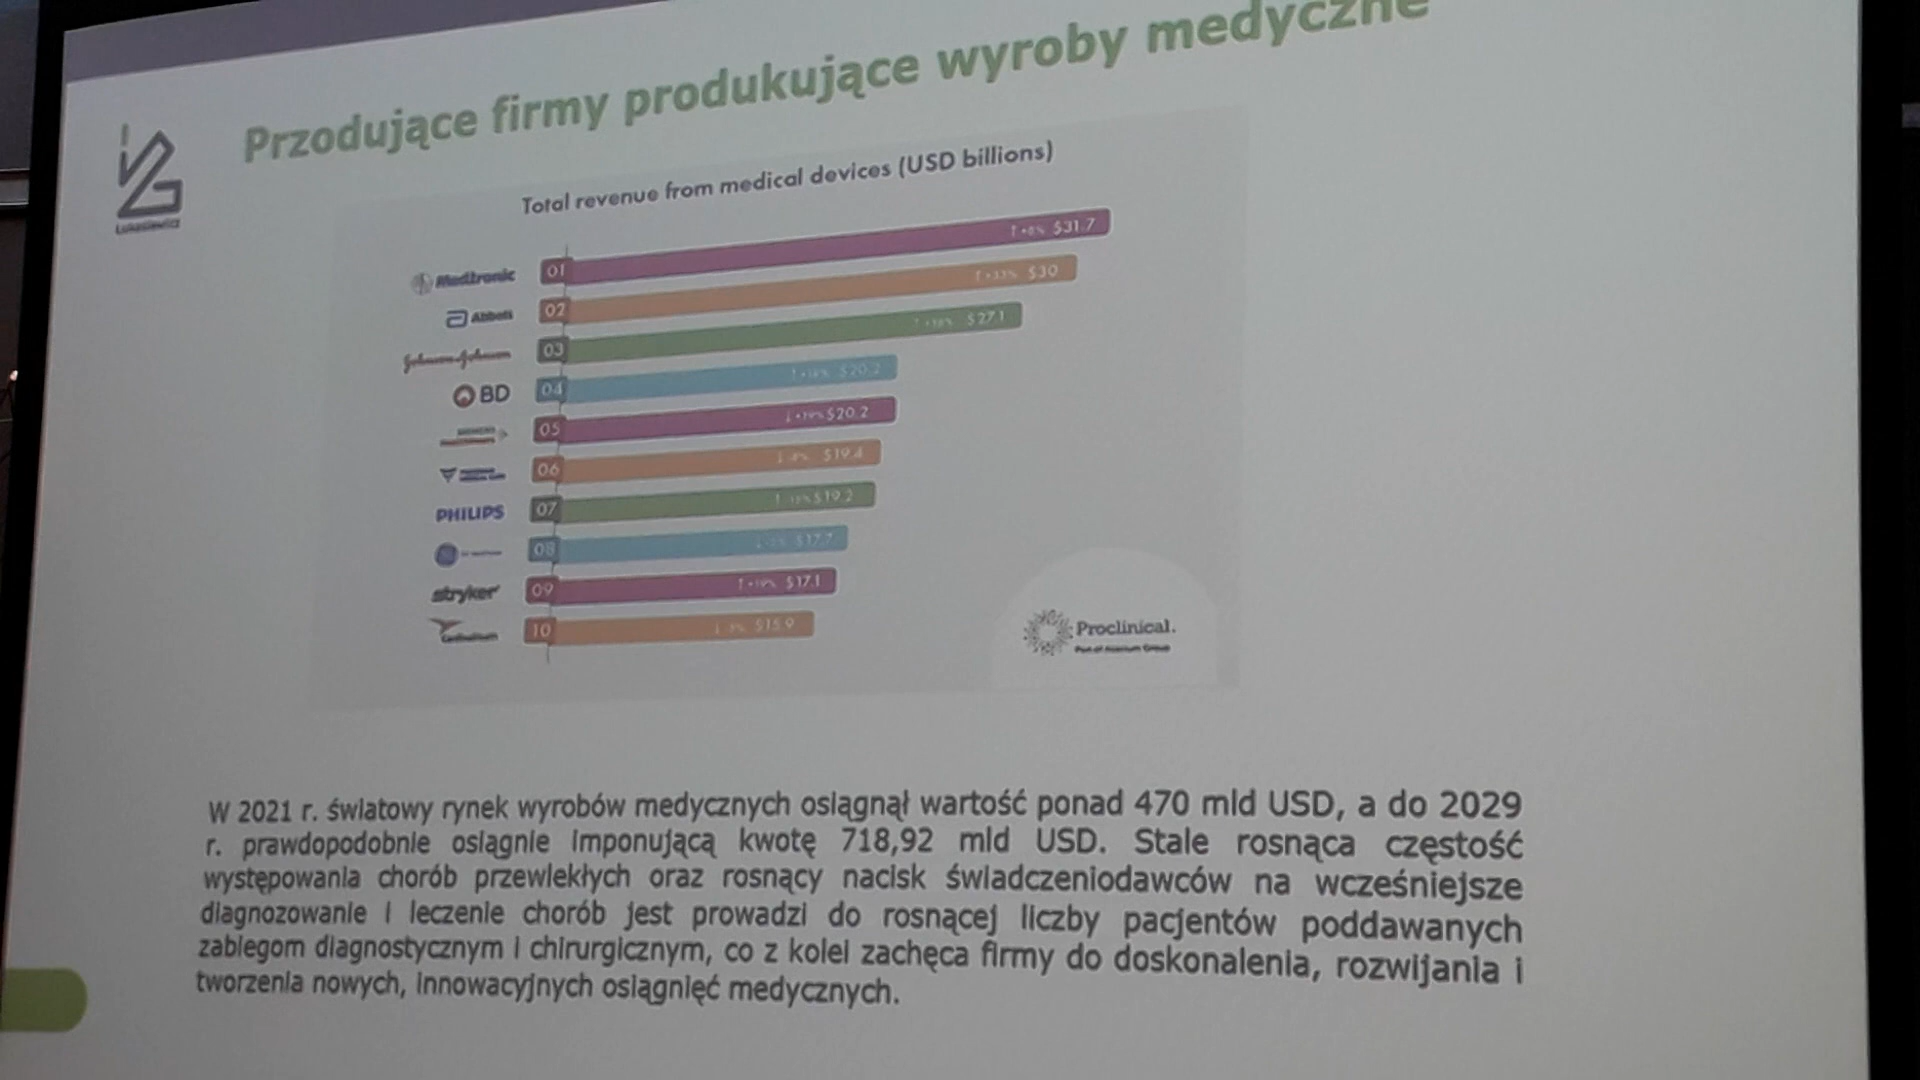 Przodujące firmy produkujące wyroby medyczne
Łukasiewicz
Total revenue from medical devices (USD billions)
Medtronic 01 $31.7
Abbott 02 $30
Johnson & Johnson 03 $27.1
BD 04 $20.2
05 $20.2
06 $19.4
PHILIPS 07 $19.2
08 $17.7
stryker 09 $17.1
10 $15.9
Proclinical.
W 2021 r. światowy rynek wyrobów medycznych osiągnął wartość ponad 470 mld USD, a do 2029
r. prawdopodobnie osiągnie imponującą kwotę 718,92 mld USD. Stale rosnąca częstość
występowania chorób przewlekłych oraz rosnący nacisk świadczeniodawców na wcześniejsze
diagnozowanie i leczenie chorób jest prowadzi do rosnącej liczby pacjentów poddawanych
zabiegom diagnostycznym i chirurgicznym, co z kolei zachęca firmy do doskonalenia, rozwijania i
tworzenia nowych, innowacyjnych osiągnięć medycznych.